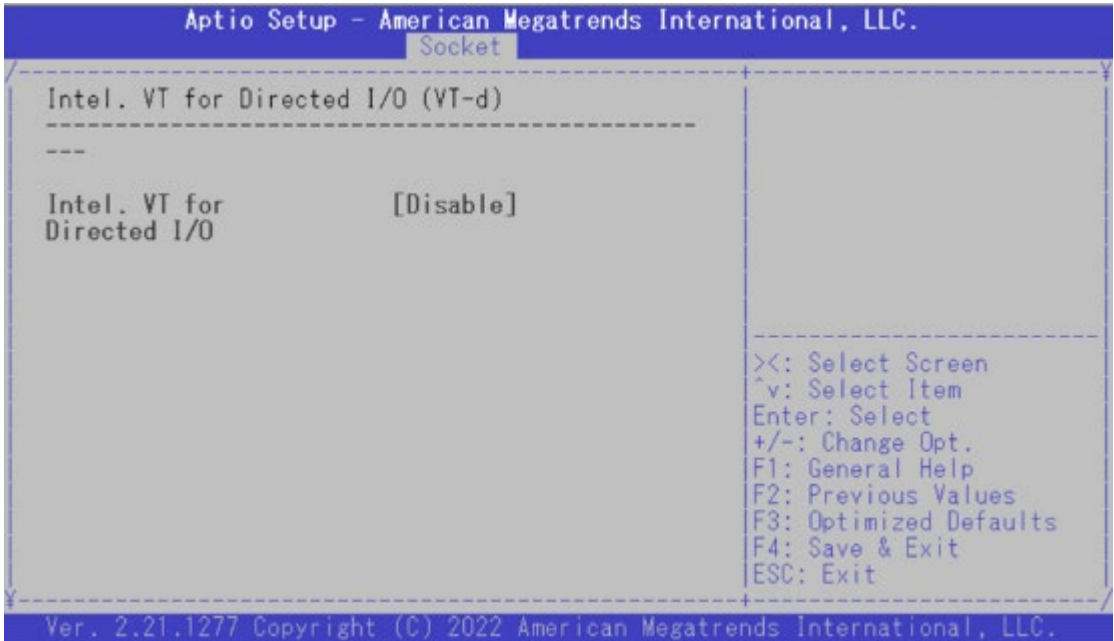 Aptio Setup – American Megatrends International, LLC.
Socket
Intel. VT for Directed I/O (VT-d)
----------------------------------------------------
---
Intel. VT for [Disable]
Directed I/O
><: Select Screen
^v: Select Item
Enter: Select
+/-: Change Opt.
F1: General Help
F2: Previous Values
F3: Optimized Defaults
F4: Save & Exit
ESC: Exit
Ver. 2.21.1277 Copyright (C) 2022 American Megatrends International, LLC.